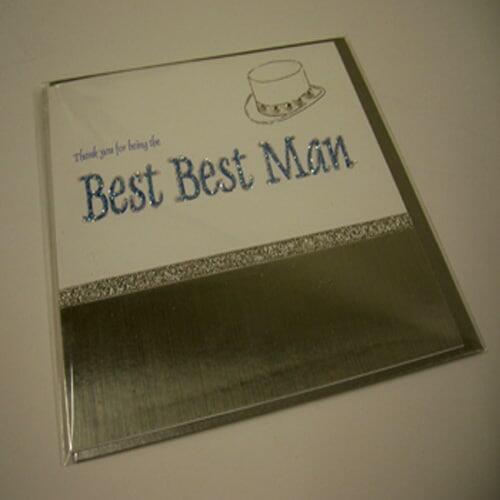 Thank you for being the
Best Best Man